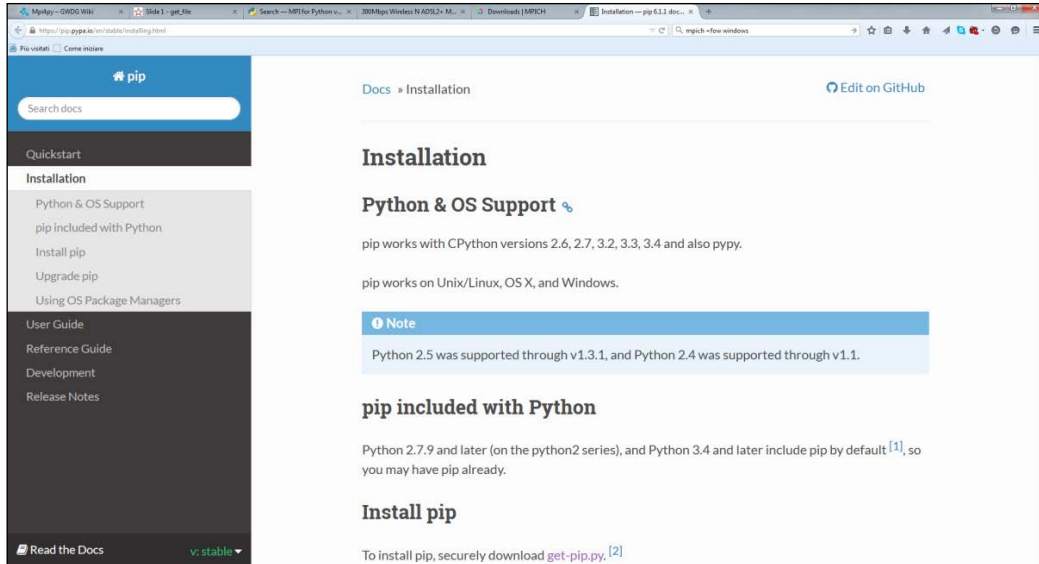 Mpi4py – GWDG Wiki
Slide 1 - get_file
Search — MPI for Python v...
300Mbps Wireless N ADSL2+ M...
Downloads | MPICH
Installation — pip 6.1.1 doc...
https://pip.pypa.io/en/stable/installing.html
mpich +few windows
Più visitati
Come iniziare
pip
Search docs
Quickstart
Installation
Python & OS Support
pip included with Python
Install pip
Upgrade pip
Using OS Package Managers
User Guide
Reference Guide
Development
Release Notes
Read the Docs
v: stable
Docs » Installation
Edit on GitHub
Installation
Python & OS Support
pip works with CPython versions 2.6, 2.7, 3.2, 3.3, 3.4 and also pypy.
pip works on Unix/Linux, OS X, and Windows.
Note
Python 2.5 was supported through v1.3.1, and Python 2.4 was supported through v1.1.
pip included with Python
Python 2.7.9 and later (on the python2 series), and Python 3.4 and later include pip by default [1], so
you may have pip already.
Install pip
To install pip, securely download get-pip.py. [2]